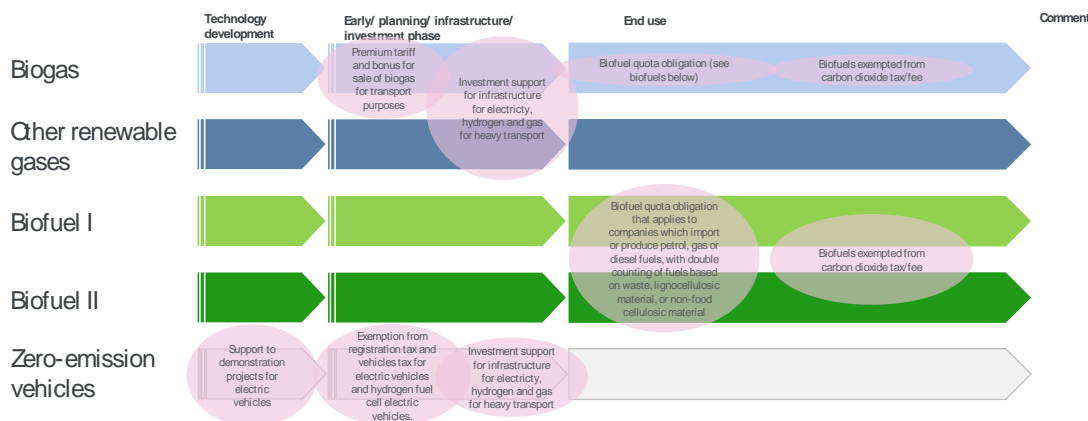 Technology
development
Early/ planning/ infrastructure/
investment phase
End use
Comment
Biogas
Premium tariff
and bonus for
sale of biogas
for transport
purposes
Investment support
for infrastructure
for electricty,
hydrogen and gas
for heavy transport
Biofuel quota obligation (see
biofuels below)
Biofuels exempted from
carbon dioxide tax/fee
Other renewable
gases
Biofuel I
Biofuel quota obligation
that applies to
companies which import
or produce petrol, gas or
diesel fuels, with double
counting of fuels based
on waste, lignocellulosic
material, or non-food
cellulosic material
Biofuels exempted from
carbon dioxide tax/fee
Biofuel II
Zero-emission
vehicles
Support to
demonstration
projects for
electric
vehicles
Exemption from
registration tax and
vehicles tax for
electric vehicles
and hydrogen fuel
cell electric
vehicles.
Investment support
for infrastructure
for electricty,
hydrogen and gas
for heavy transport